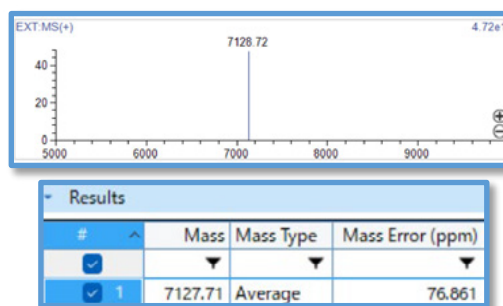 EXT:MS(+) 4.72e1
7128.72
40
20
0
5000 6000 7000 8000 9000
Results
# Mass Mass Type Mass Error (ppm)
1 7127.71 Average 76.861